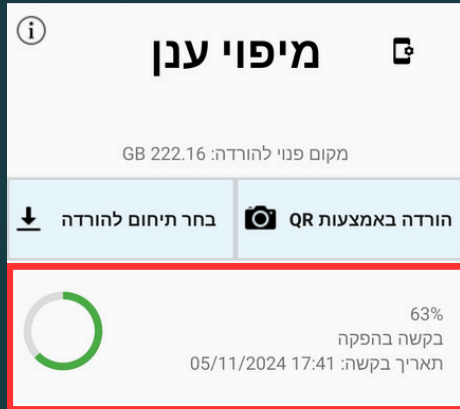 מיפוי ענן
מקום פנוי להורדה: 222.16 GB
הורדה באמצעות QR
בחר תיחום להורדה
63%
בקשה בהפקה
תאריך בקשה: 17:41 05/11/2024